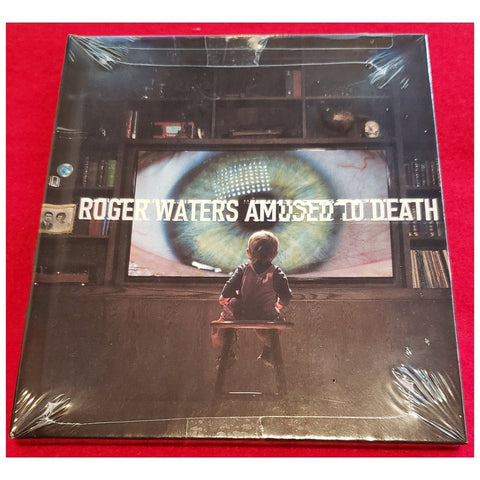 ROGER WATERS AMUSED TO DEATH